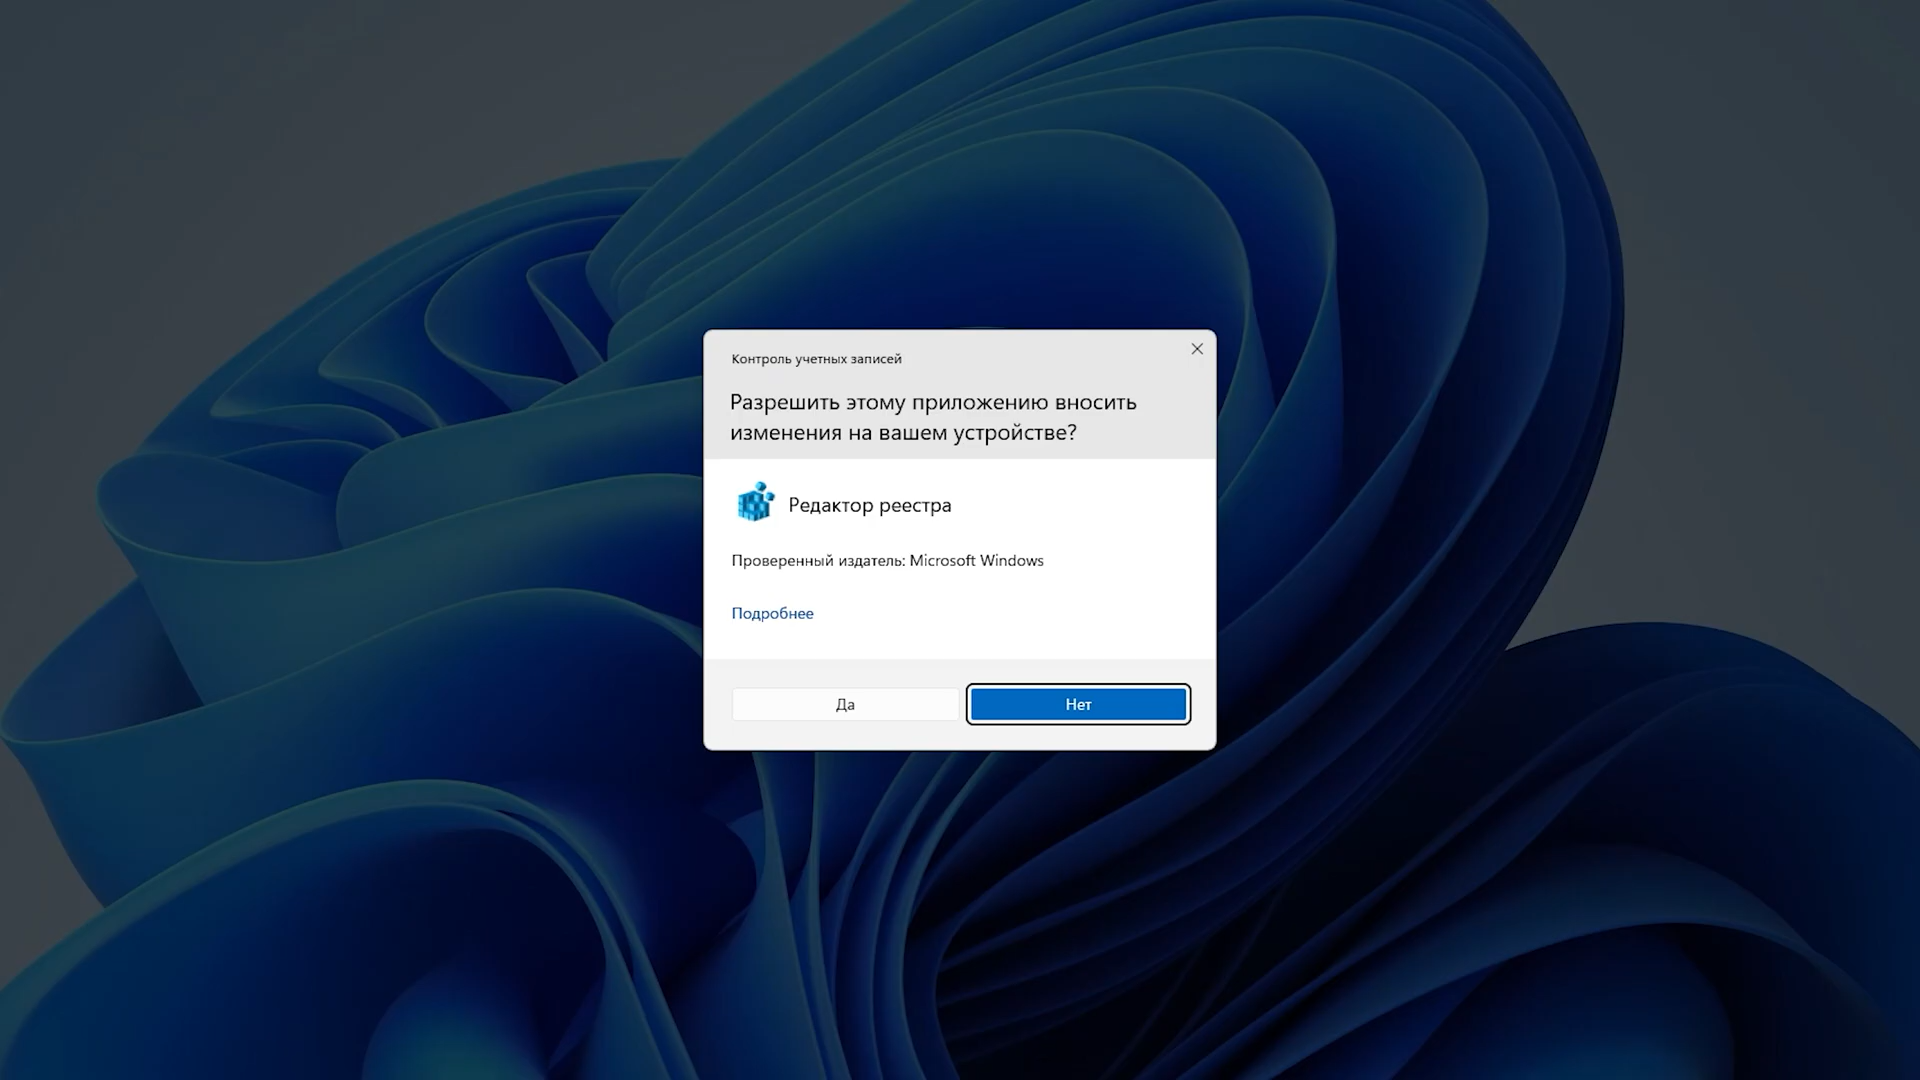 Контроль учетных записей
Разрешить этому приложению вносить
изменения на вашем устройстве?
Редактор реестра
Проверенный издатель: Microsoft Windows
Подробнее
Да
Нет